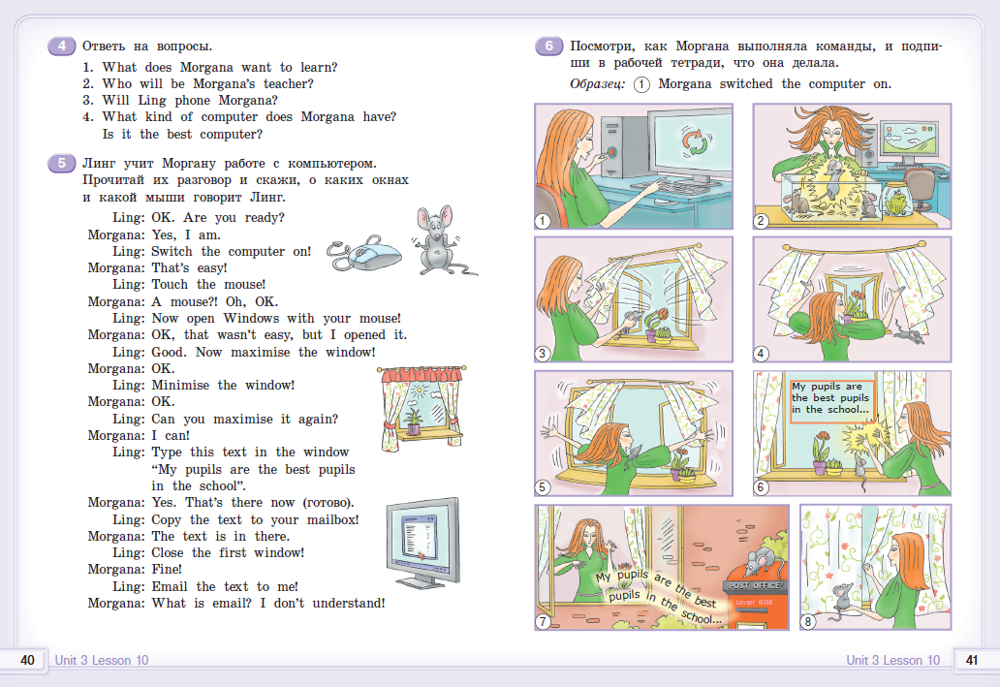 4 Ответь на вопросы.
1. What does Morgana want to learn?
2. Who will be Morgana's teacher?
3. Will Ling phone Morgana?
4. What kind of computer does Morgana have?
Is it the best computer?
5 Линг учит Моргану работе с компьютером.
Прочитай их разговор и скажи, о каких окнах
и какой мыши говорит Линг.
Ling: OK. Are you ready?
Morgana: Yes, I am.
Ling: Switch the computer on!
Morgana: That's easy!
Ling: Touch the mouse!
Morgana: A mouse?! Oh, OK.
Ling: Now open Windows with your mouse!
Morgana: OK, that wasn't easy, but I opened it.
Ling: Good. Now maximise the window!
Morgana: OK.
Ling: Minimise the window!
Morgana: OK.
Ling: Can you maximise it again?
Morgana: I can!
Ling: Type this text in the window
“My pupils are the best pupils
in the school”.
Morgana: Yes. That's there now (готово).
Ling: Copy the text to your mailbox!
Morgana: The text is in there.
Ling: Close the first window!
Morgana: Fine!
Ling: Email the text to me!
Morgana: What is email? I don't understand!
40 Unit 3 Lesson 10
6 Посмотри, как Моргана выполняла команды, и подпи-
ши в рабочей тетради, что она делала.
Образец: 1 Morgana switched the computer on.
1
2
3
4
5
My pupils are
the best pupils
in the school...
6
My pupils are the best
pupils in the school...
POST OFFICE
Letter BOX
7
8
Unit 3 Lesson 10 41